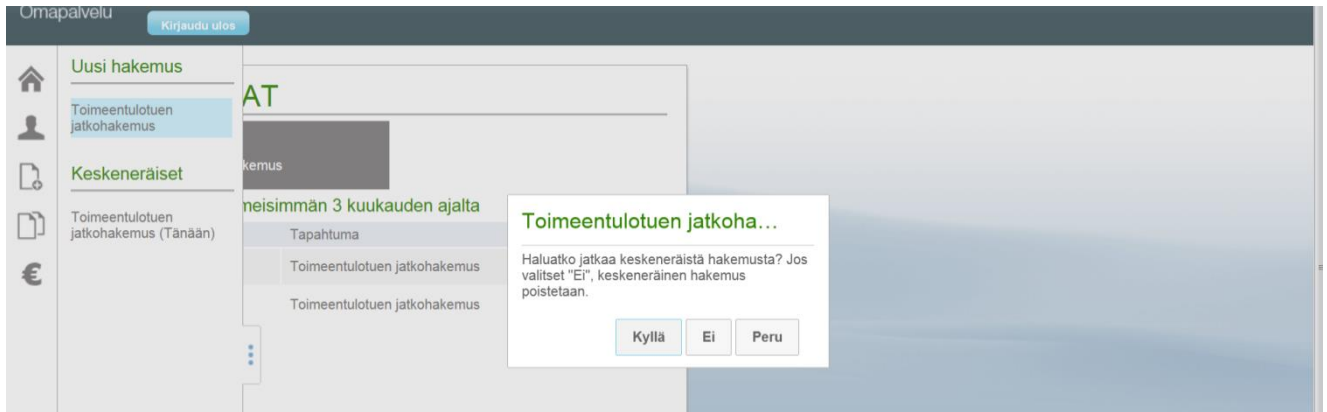 Omapalvelu
Kirjaudu ulos
Uusi hakemus
Toimeentulotuen
jatkohakemus
Keskeneräiset
Toimeentulotuen
jatkohakemus (Tänään)
€
AT
kemus
meisimmän 3 kuukauden ajalta
Tapahtuma
Toimeentulotuen jatkohakemus
Toimeentulotuen jatkohakemus
Toimeentulotuen jatkoha...
Haluatko jatkaa keskeneräistä hakemusta? Jos
valitset "Ei", keskeneräinen hakemus
poistetaan.
Kyllä
Ei
Peru